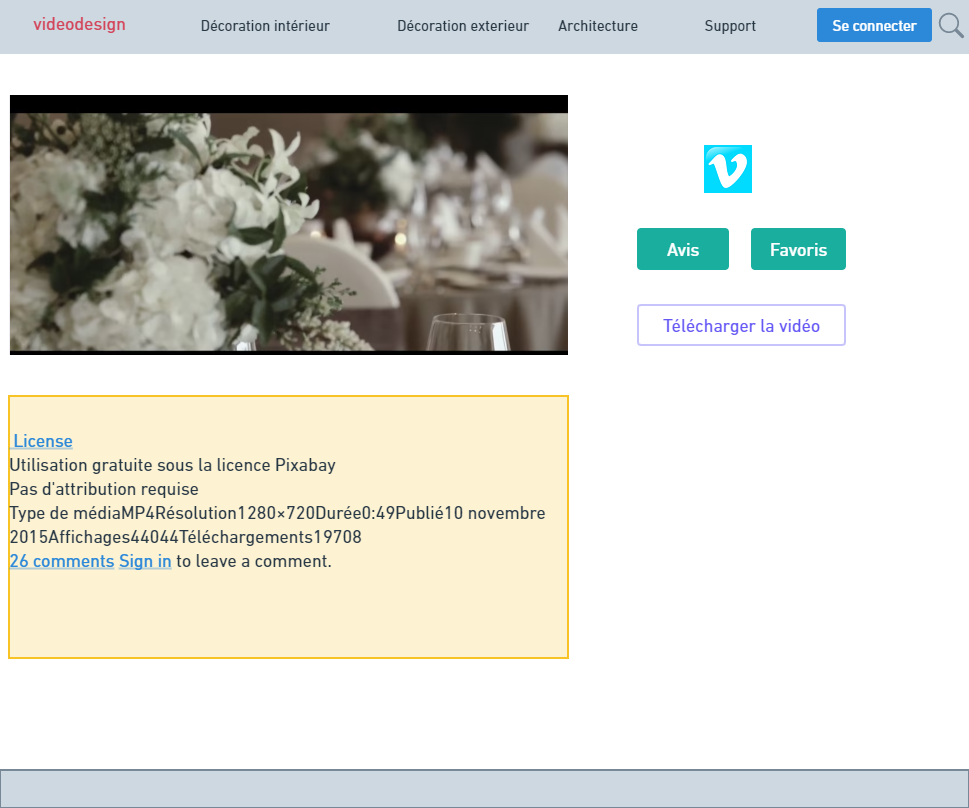 videodesign Décoration intérieur Décoration exterieur Architecture Support Se connecter
Avis Favoris
Télécharger la vidéo
License
Utilisation gratuite sous la licence Pixabay
Pas d'attribution requise
Type de médiaMP4Résolution1280×720Durée0:49Publié10 novembre
2015Affichages44044Téléchargements19708
26 comments Sign in to leave a comment.